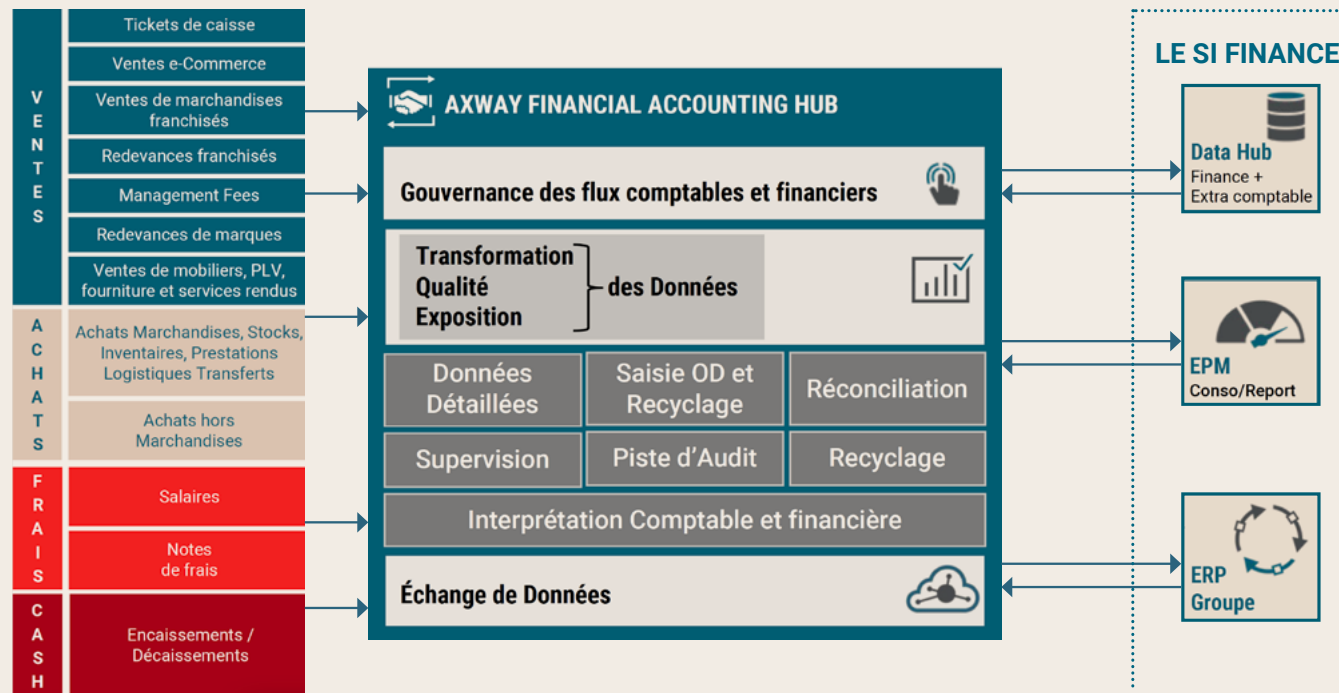 VENTES
Tickets de caisse
Ventes e-Commerce
Ventes de marchandises
franchisés
Redevances franchisés
Management Fees
Redevances de marques
Ventes de mobiliers, PLV,
fourniture et services rendus
ACHATS
Achats Marchandises, Stocks,
Inventaires, Prestations
Logistiques Transferts
Achats hors
Marchandises
FRAIS
Salaires
Notes
de frais
CASH
Encaissements /
Décaissements
AXWAY FINANCIAL ACCOUNTING HUB
Gouvernance des flux comptables et financiers
Transformation
Qualité
Exposition
des Données
Données
Détaillées
Saisie OD et
Recyclage
Réconciliation
Supervision
Piste d'Audit
Recyclage
Interprétation Comptable et financière
Échange de Données
LE SI FINANCE
Data Hub
Finance +
Extra comptable
EPM
Conso/Report
ERP
Groupe